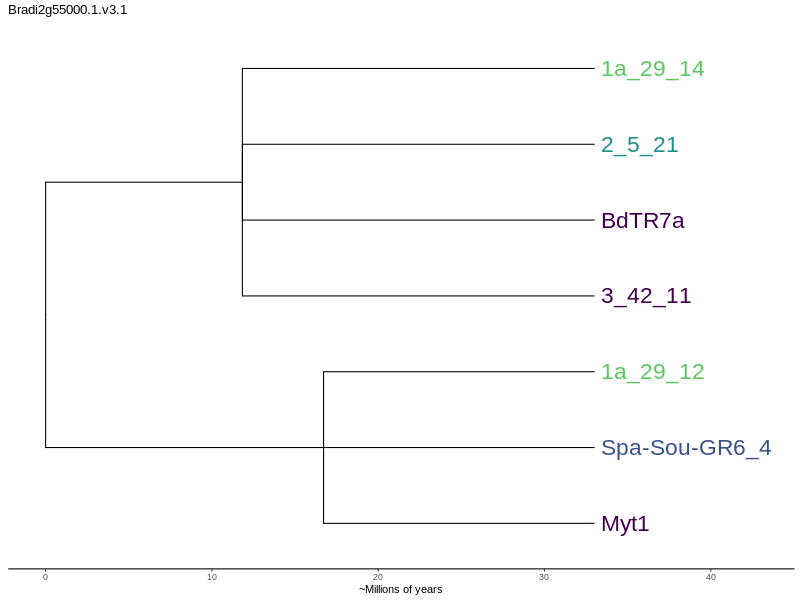 Bradi2g55000.1.v3.1
1a_29_14
2_5_21
BdTR7a
3_42_11
1a_29_12
Spa-Sou-GR6_4
Myt1
0 10 20 30 40
~Millions of years